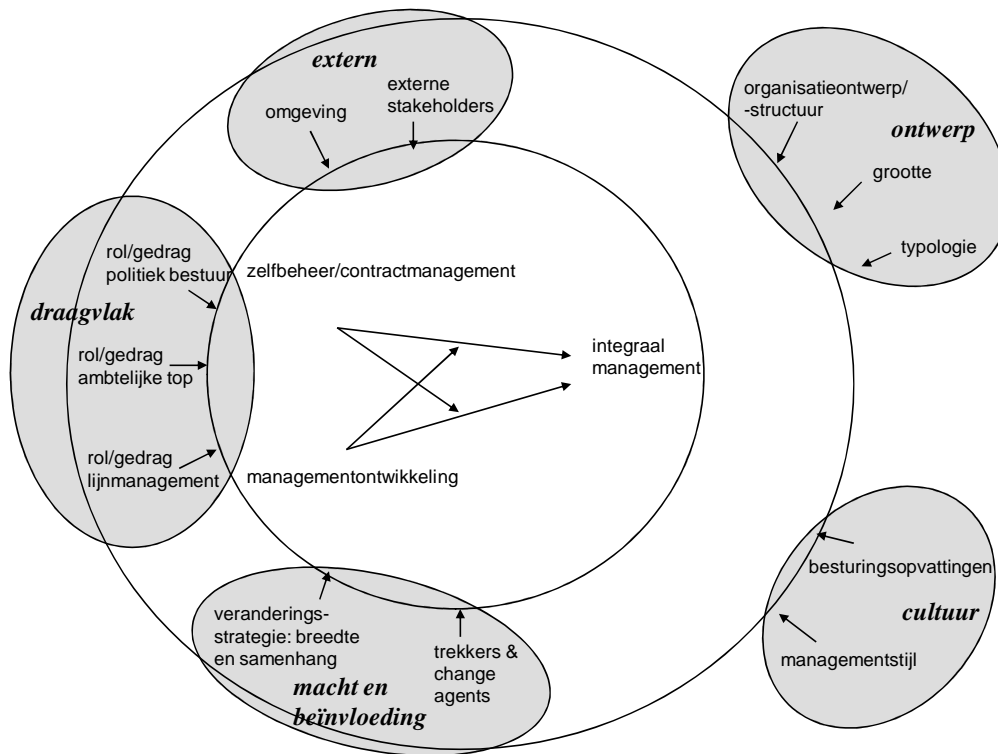 extern
omgeving
externe
stakeholders
organisatieontwerp/
-structuur
ontwerp
grootte
typologie
rol/gedrag
politiek bestuur
draagvlak
rol/gedrag
ambtelijke top
rol/gedrag
lijnmanagement
zelfbeheer/contractmanagement
integraal
management
managementontwikkeling
veranderings-
strategie: breedte
en samenhang
trekkers &
change
agents
macht en
beïnvloeding
besturingsopvattingen
cultuur
managementstijl